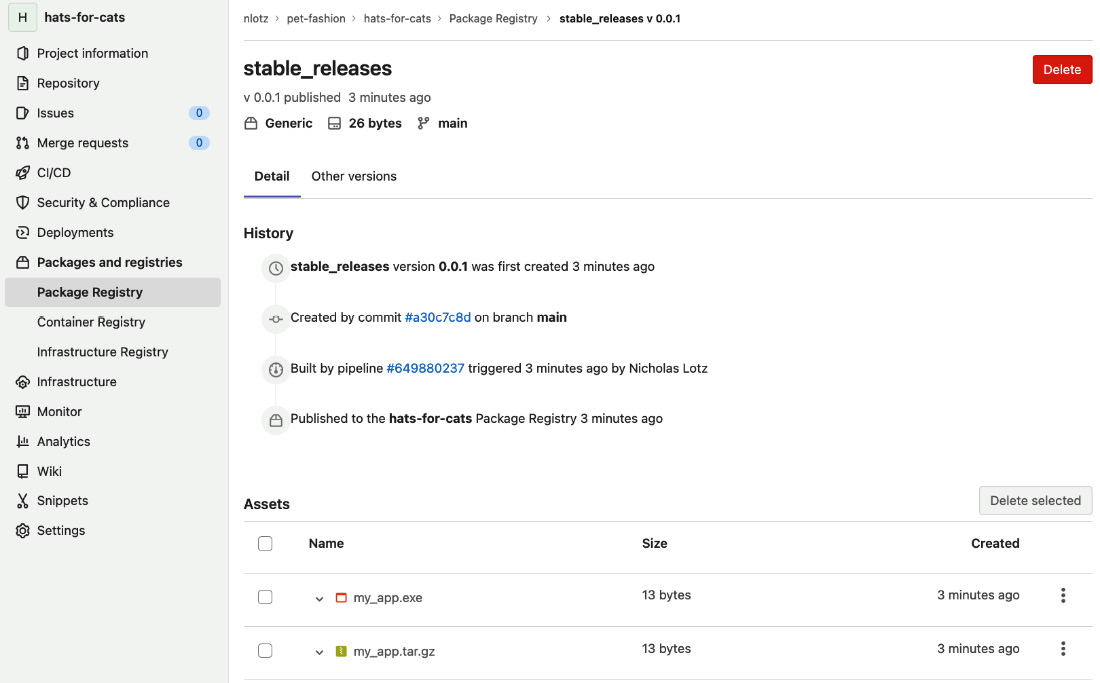 H hats-for-cats
Project information
Repository
Issues 0
Merge requests 0
CI/CD
Security & Compliance
Deployments
Packages and registries
Package Registry
Container Registry
Infrastructure Registry
Infrastructure
Monitor
Analytics
Wiki
Snippets
Settings
nlotz › pet-fashion › hats-for-cats › Package Registry › stable_releases v 0.0.1
stable_releases
Delete
v 0.0.1 published 3 minutes ago
Generic 26 bytes main
Detail Other versions
History
stable_releases version 0.0.1 was first created 3 minutes ago
Created by commit #a30c7c8d on branch main
Built by pipeline #649880237 triggered 3 minutes ago by Nicholas Lotz
Published to the hats-for-cats Package Registry 3 minutes ago
Assets
Delete selected
Name Size Created
my_app.exe 13 bytes 3 minutes ago
my_app.tar.gz 13 bytes 3 minutes ago